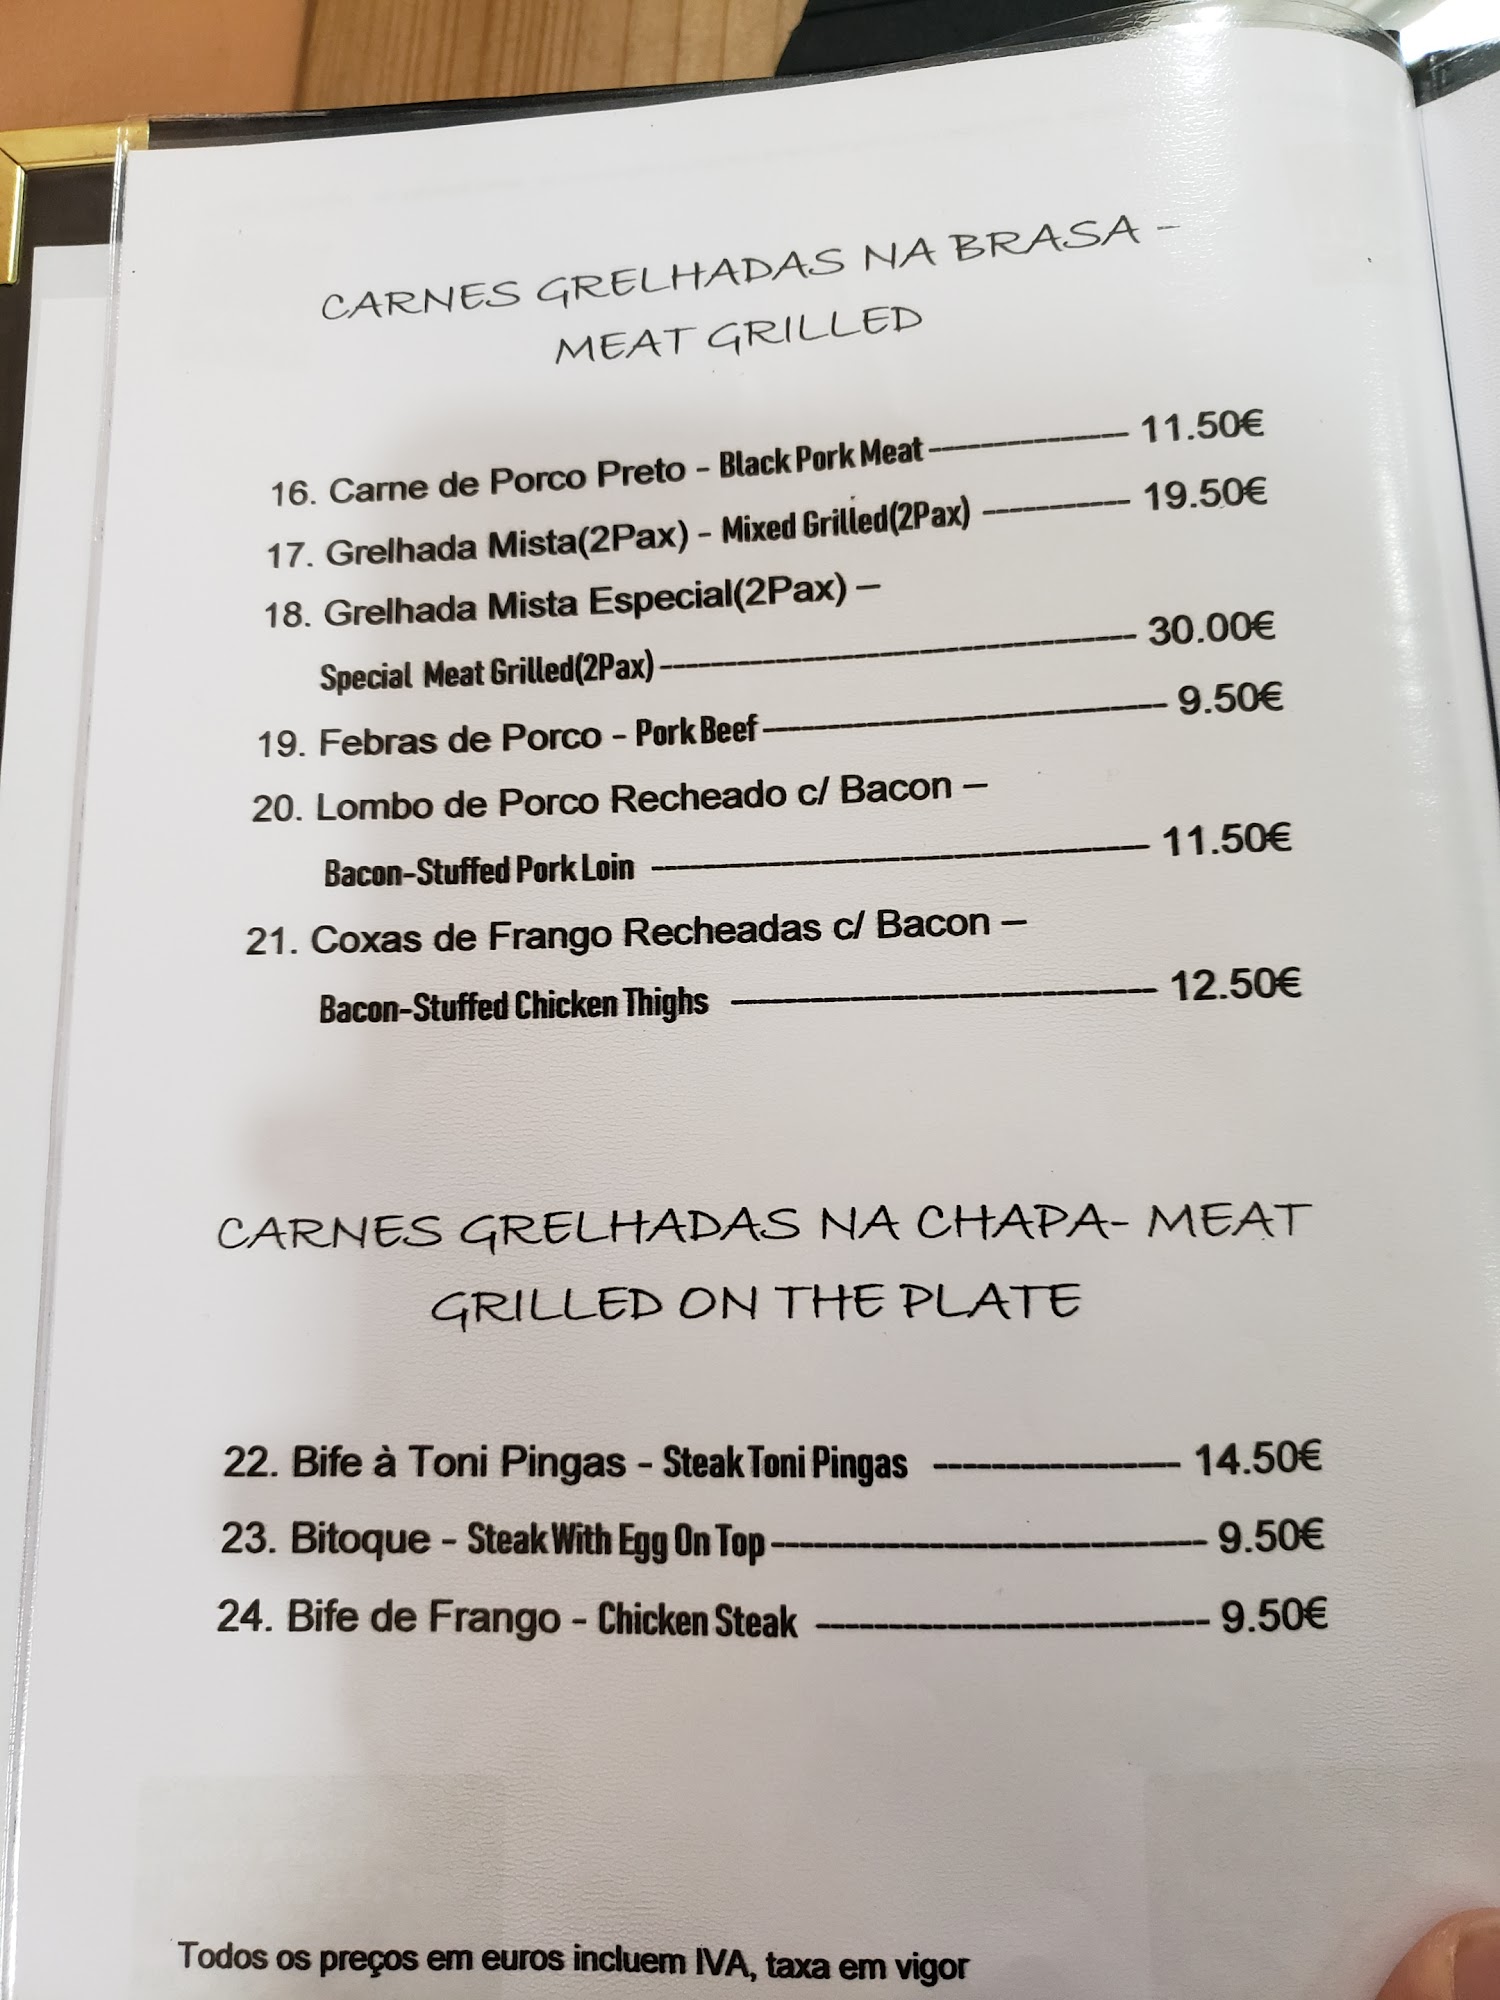 CARNES GRELHADAS NA BRASA -
MEAT GRILLED
16. Carne de Porco Preto - Black Pork Meat ---------------- 11.50€
17. Grelhada Mista(2Pax) - Mixed Grilled(2Pax) ------------ 19.50€
18. Grelhada Mista Especial(2Pax) –
Special Meat Grilled(2Pax)-------------------------------------- 30.00€
19. Febras de Porco - Pork Beef-------------------------------- 9.50€
20. Lombo de Porco Recheado c/ Bacon –
Bacon-Stuffed Pork Loin --------------------------------------- 11.50€
21. Coxas de Frango Recheadas c/ Bacon –
Bacon-Stuffed Chicken Thighs --------------------------------- 12.50€
CARNES GRELHADAS NA CHAPA- MEAT
GRILLED ON THE PLATE
22. Bife à Toni Pingas - Steak Toni Pingas ------------------- 14.50€
23. Bitoque - Steak With Egg On Top--------------------------------- 9.50€
24. Bife de Frango - Chicken Steak ------------------------------ 9.50€
Todos os preços em euros incluem IVA, taxa em vigor